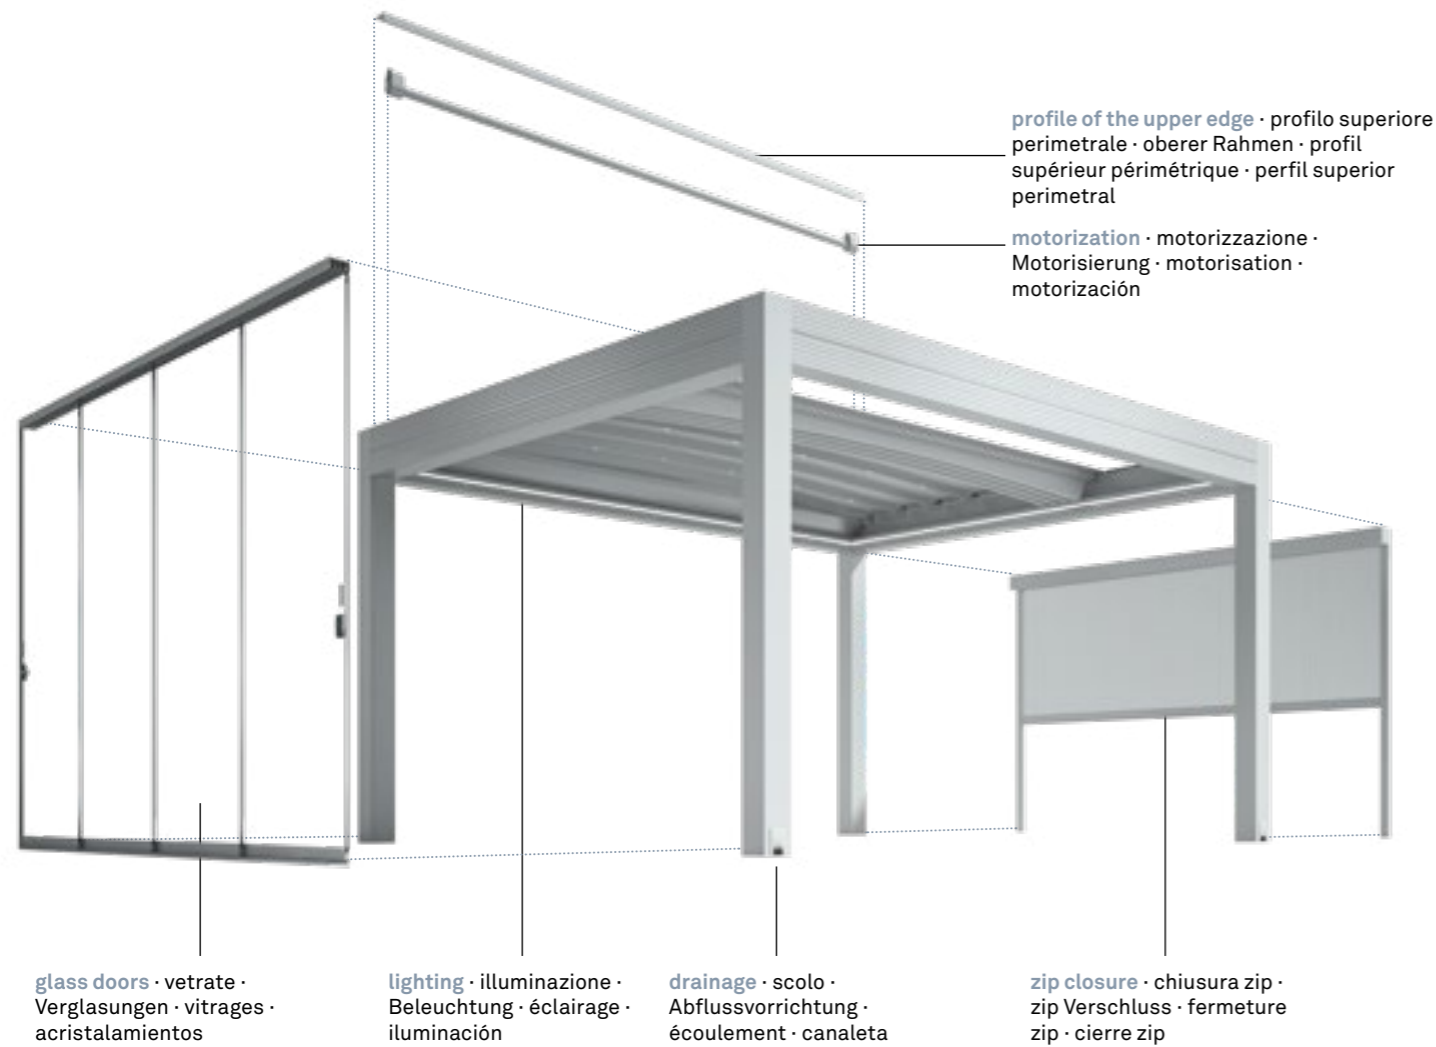 profile of the upper edge · profilo superiore
perimetrale · oberer Rahmen · profil
supérieur périmétrique · perfil superior
perimetral
motorization · motorizzazione ·
Motorisierung · motorisation ·
motorización
glass doors · vetrate ·
Verglasungen · vitrages ·
acristalamientos
lighting · illuminazione ·
Beleuchtung · éclairage ·
iluminación
drainage · scolo ·
Abflussvorrichtung ·
écoulement · canaleta
zip closure · chiusura zip ·
zip Verschluss · fermeture
zip · cierre zip